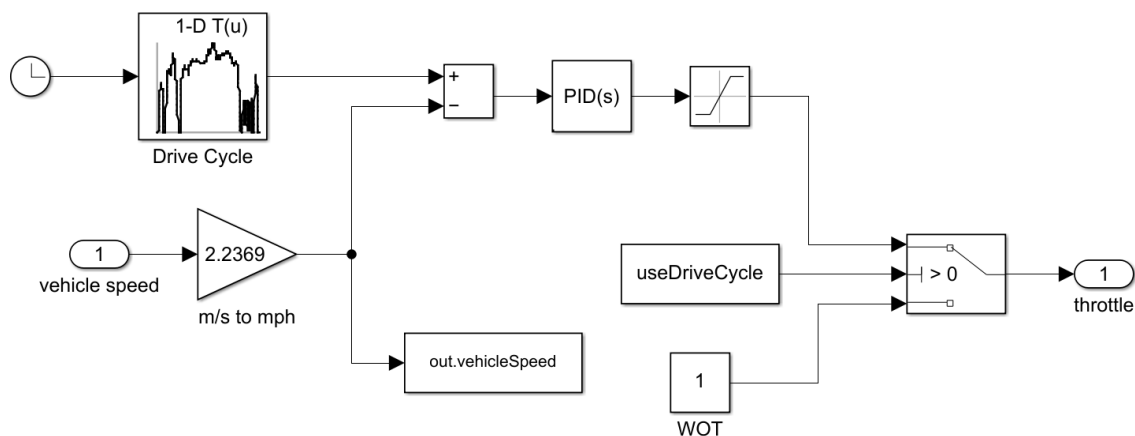 1-D T(u)
Drive Cycle
+
−
PID(s)
1
vehicle speed
2.2369
m/s to mph
useDriveCycle
> 0
1
throttle
out.vehicleSpeed
1
WOT